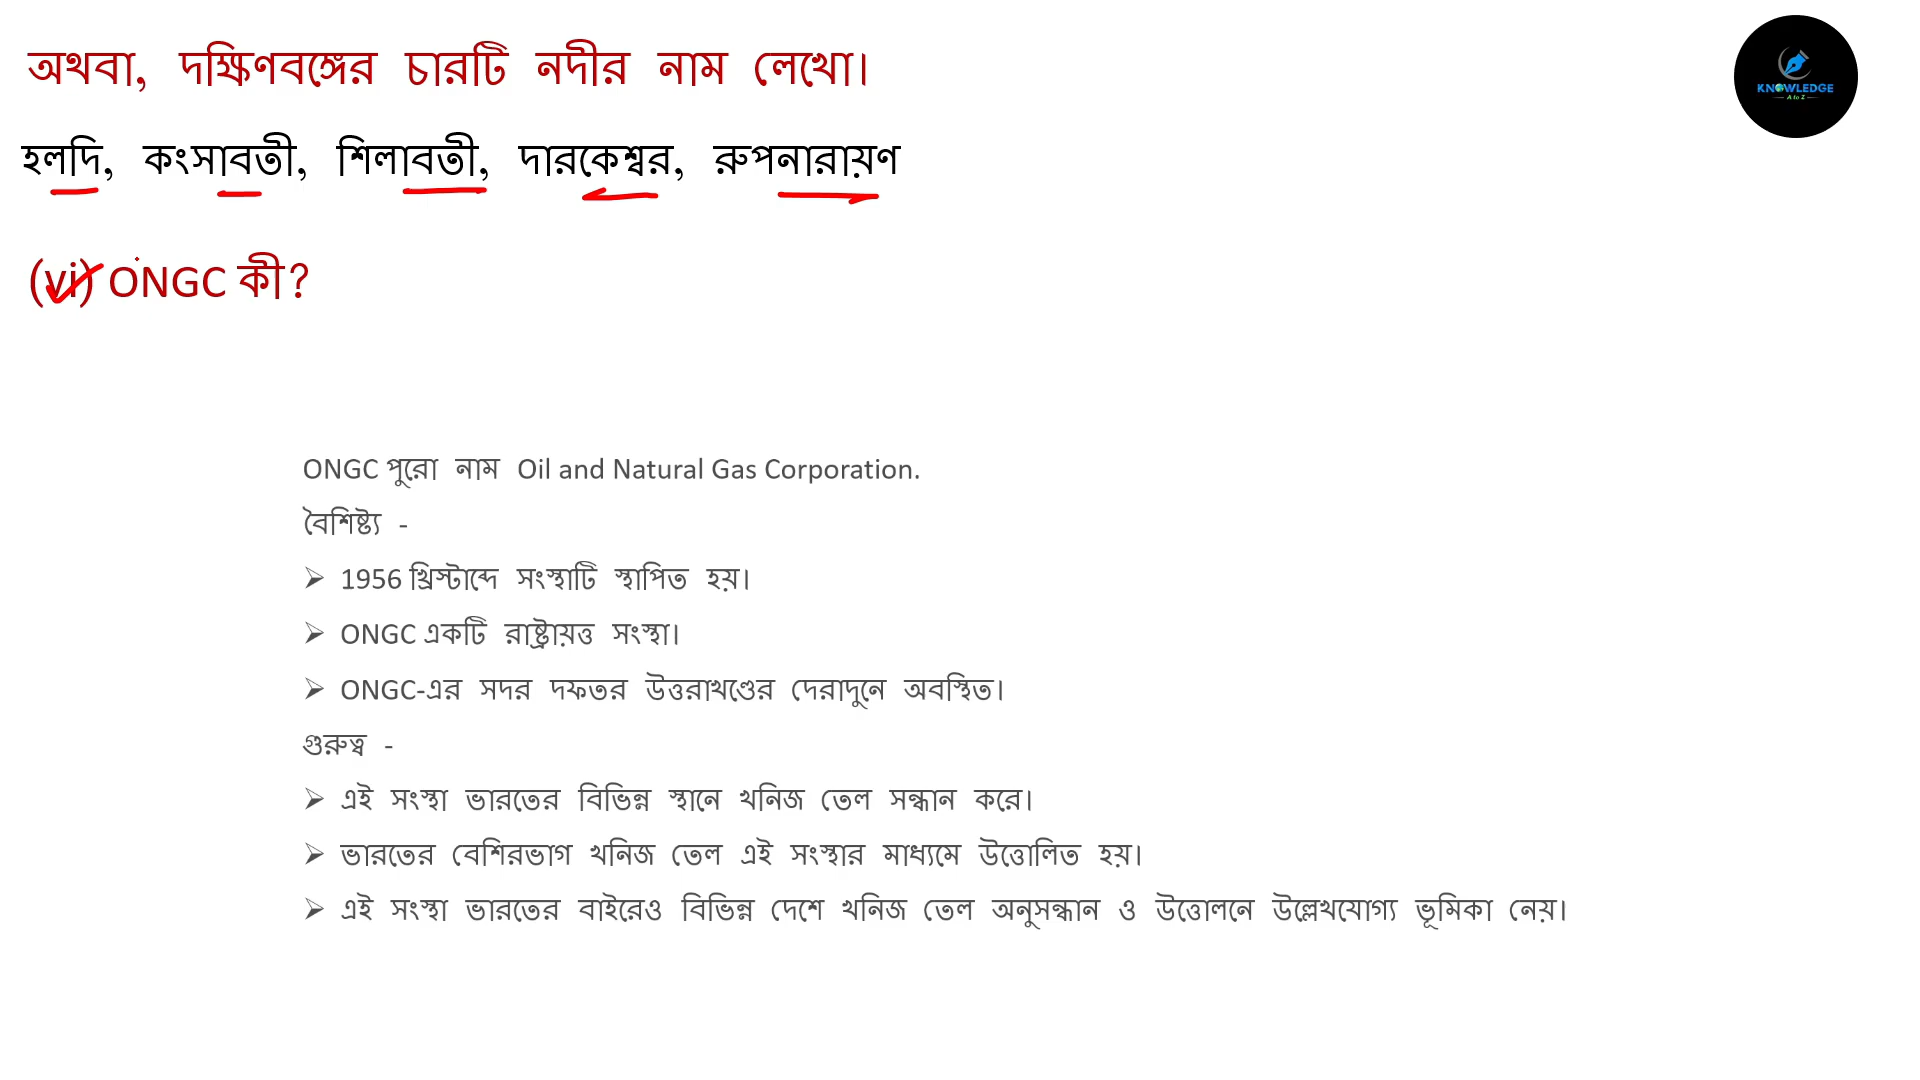 অথবা, দক্ষিণবঙ্গের চারটি নদীর নাম লেখো।
KNOWLEDGE
A to Z
হলদি, কংসাবতী, শিলাবতী, দারকেশ্বর, রুপনারায়ণ
(vi) ONGC কী?
ONGC পুরো নাম Oil and Natural Gas Corporation.
বৈশিষ্ট্য -
➢ 1956 খ্রিস্টাব্দে সংস্থাটি স্থাপিত হয়।
➢ ONGC একটি রাষ্ট্রায়ত্ত সংস্থা।
➢ ONGC-এর সদর দফতর উত্তরাখণ্ডের দেরাদুনে অবস্থিত।
গুরুত্ব -
➢ এই সংস্থা ভারতের বিভিন্ন স্থানে খনিজ তেল সন্ধান করে।
➢ ভারতের বেশিরভাগ খনিজ তেল এই সংস্থার মাধ্যমে উত্তোলিত হয়।
➢ এই সংস্থা ভারতের বাইরেও বিভিন্ন দেশে খনিজ তেল অনুসন্ধান ও উত্তোলনে উল্লেখযোগ্য ভূমিকা নেয়।